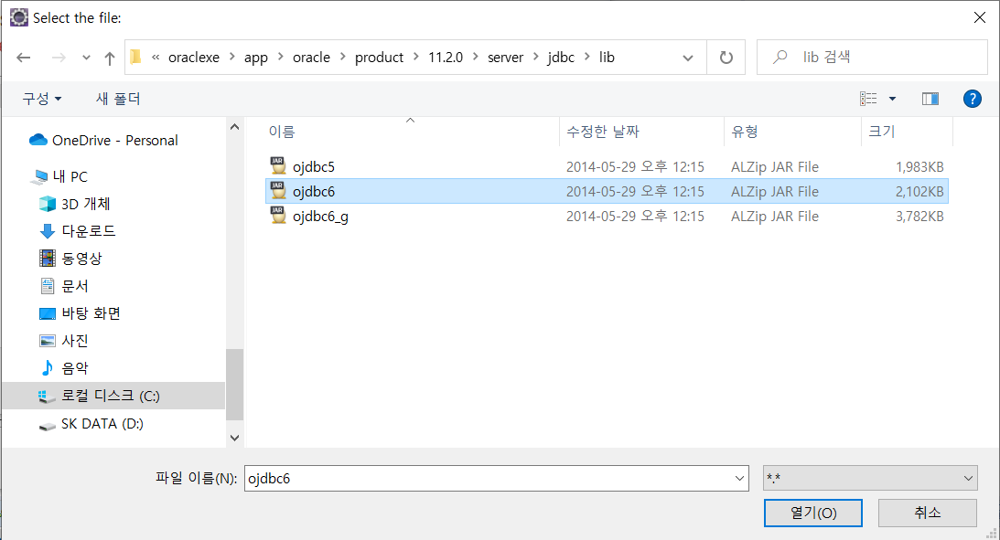 Select the file:
« oraclexe > app > oracle > product > 11.2.0 > server > jdbc > lib
lib 검색
구성
새 폴더
OneDrive - Personal
내 PC
3D 개체
다운로드
동영상
문서
바탕 화면
사진
음악
로컬 디스크 (C:)
SK DATA (D:)
이름 수정한 날짜 유형 크기
ojdbc5 2014-05-29 오후 12:15 ALZip JAR File 1,983KB
ojdbc6 2014-05-29 오후 12:15 ALZip JAR File 2,102KB
ojdbc6_g 2014-05-29 오후 12:15 ALZip JAR File 3,782KB
파일 이름(N): ojdbc6 *.*
열기(O) 취소